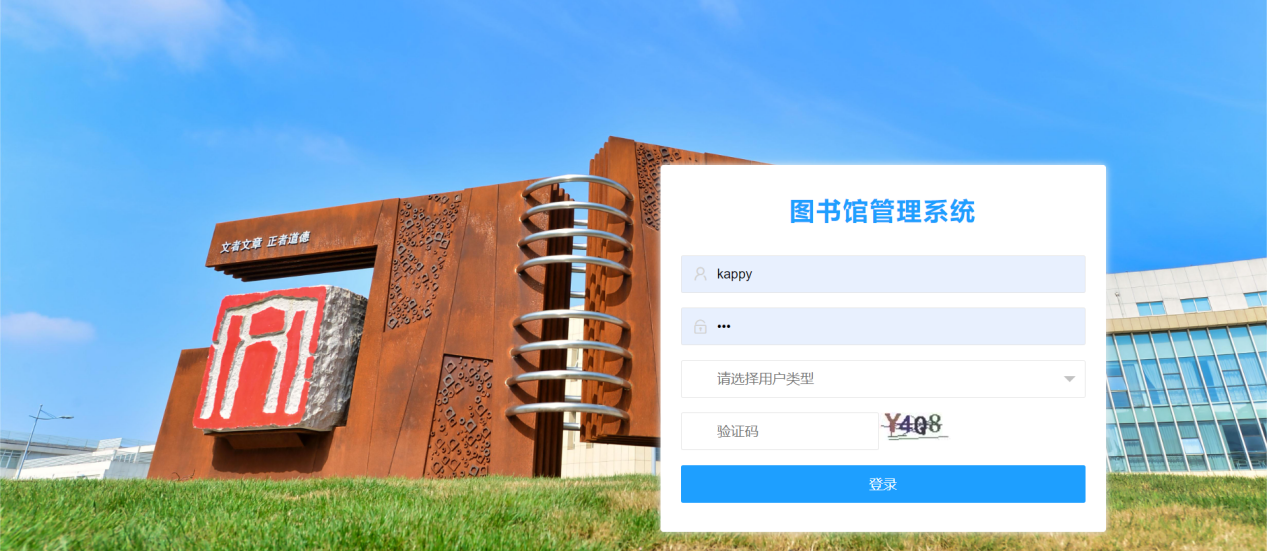 文者文章 正者道德
图书馆管理系统
kappy
•••
请选择用户类型
验证码
登录